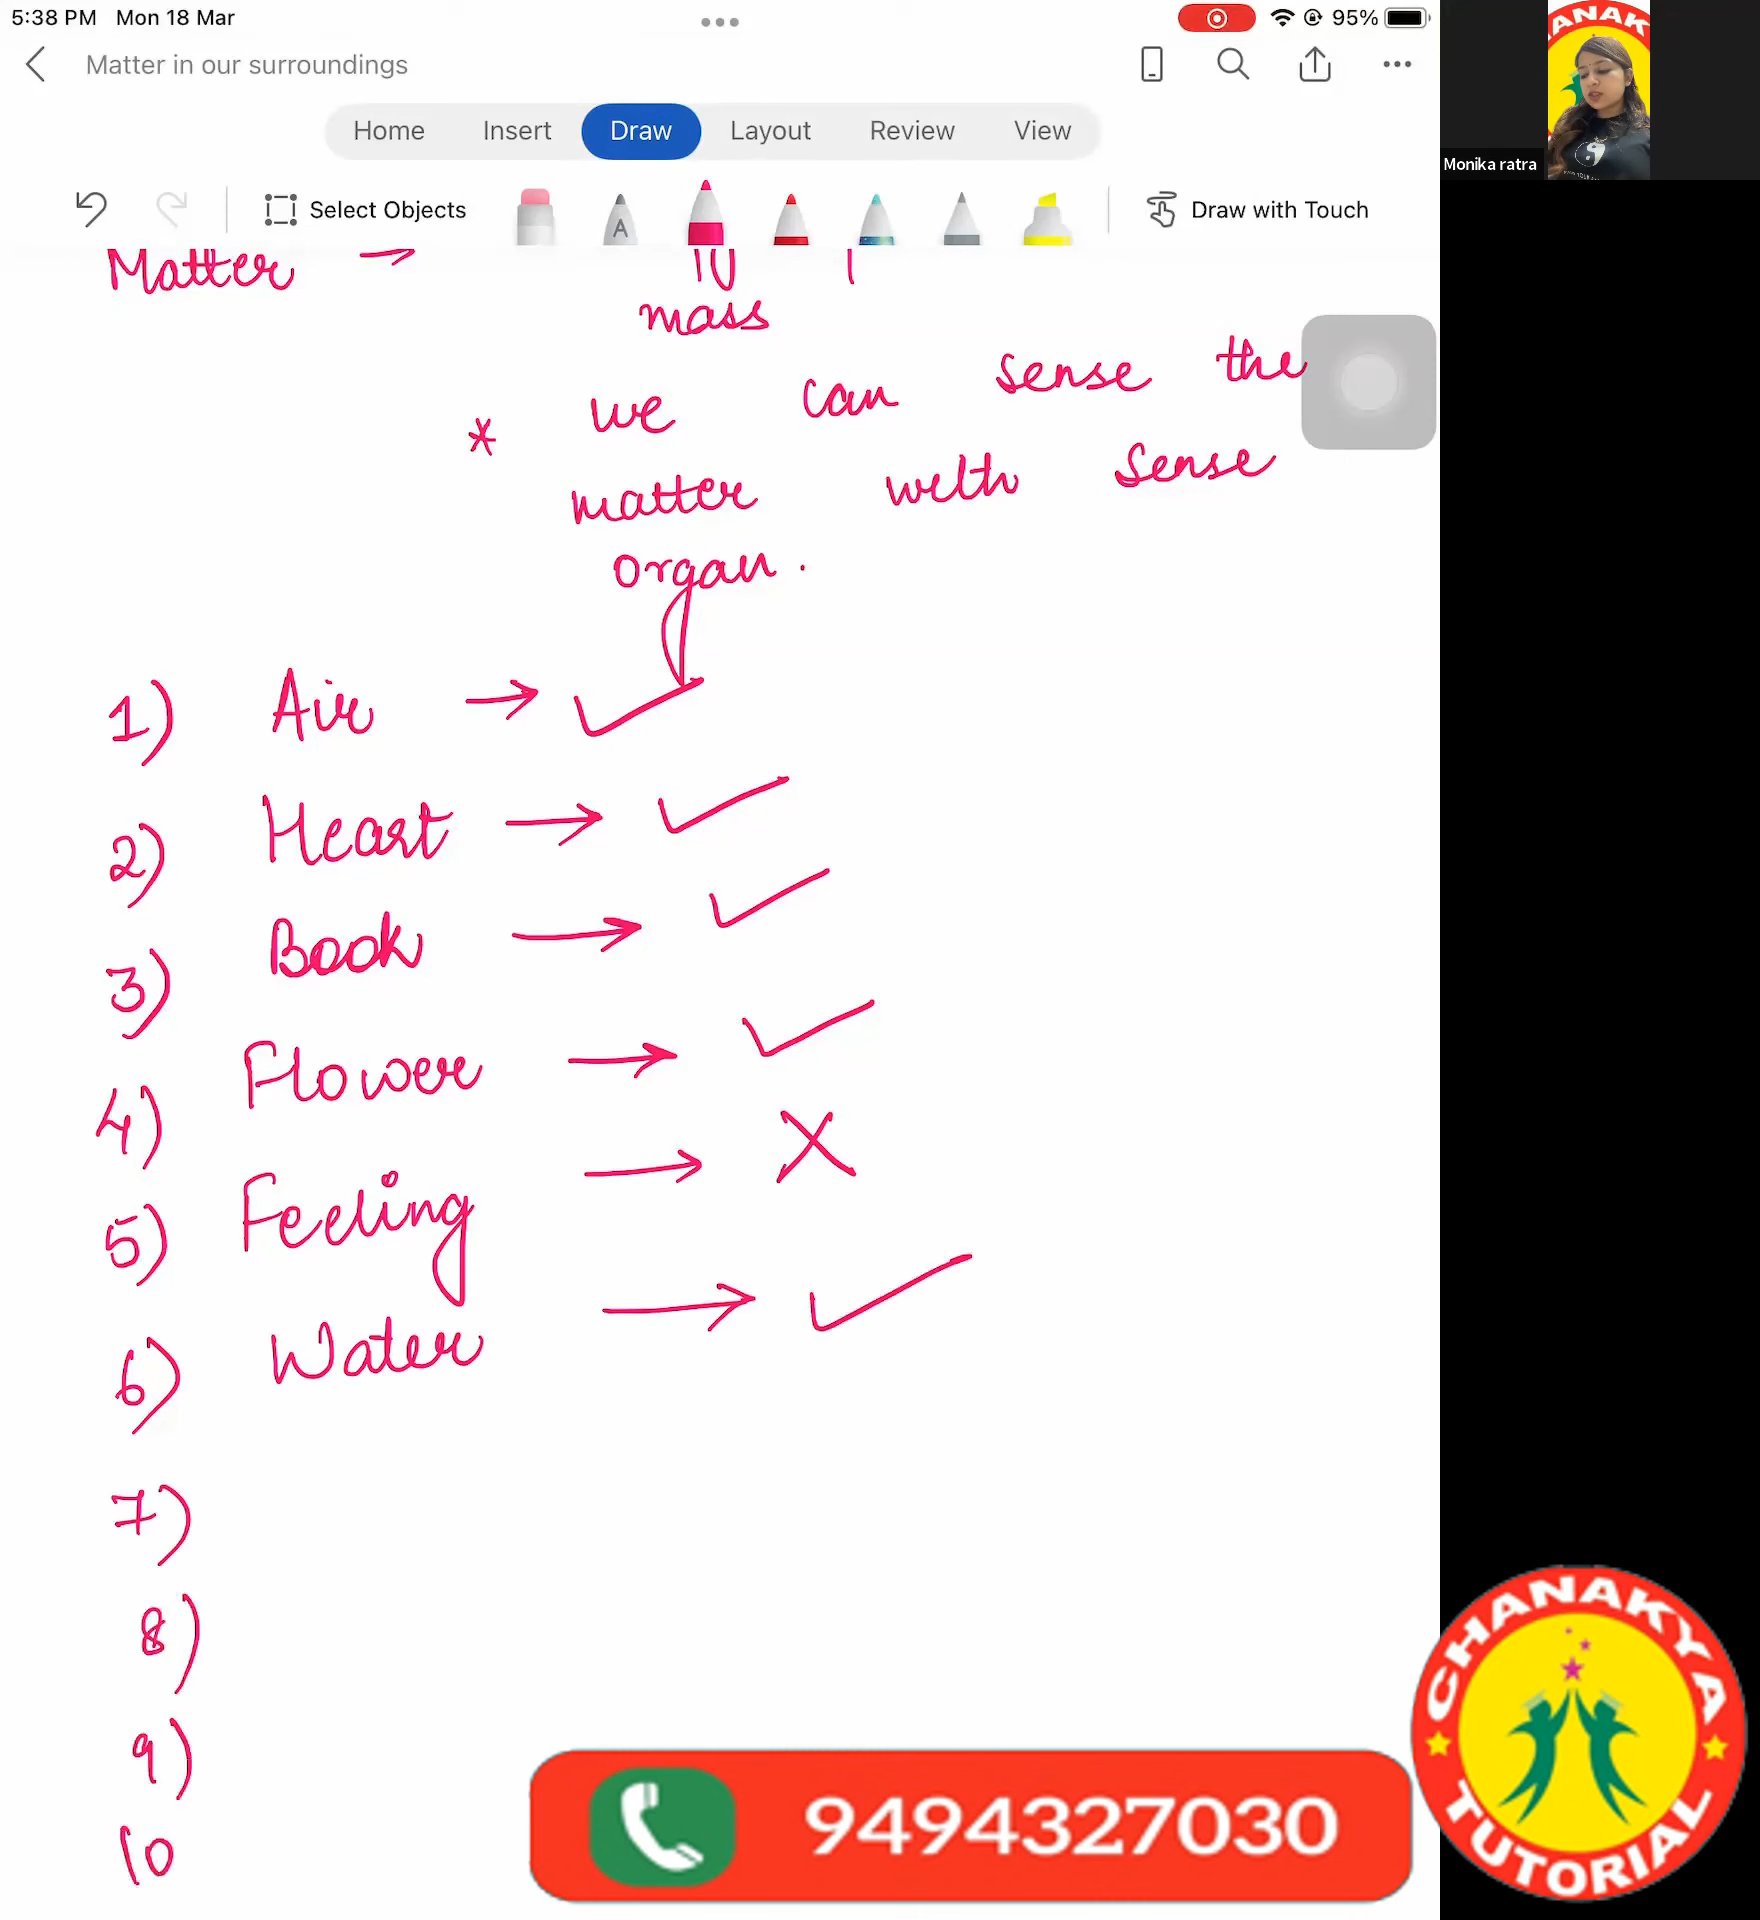 5:38 PM Mon 18 Mar
95%
Matter in our surroundings
Home Insert Draw Layout Review View
Select Objects
A
Draw with Touch
Matter →
mass
* we can sense the
matter with sense
organ.
1) Air → ✓
2) Heart → ✓
3) Book → ✓
4) Flower → ✓
5) Feeling → X
6) Water → ✓
7)
8)
9)
10
ANAK
Monika ratra
9494327030
CHANAKYA
TUTORIAL